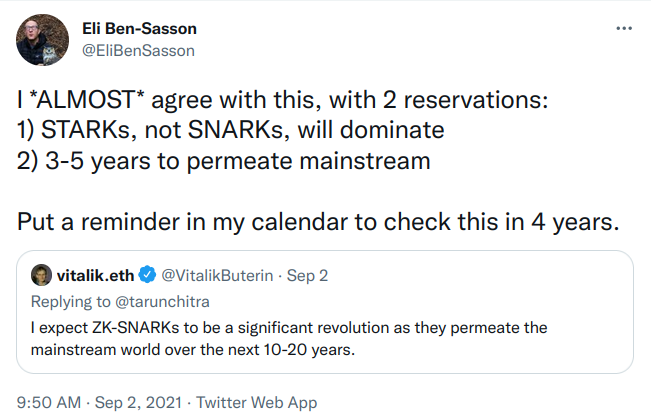 Eli Ben-Sasson
@EliBenSasson
I *ALMOST* agree with this, with 2 reservations:
1) STARKs, not SNARKs, will dominate
2) 3-5 years to permeate mainstream
Put a reminder in my calendar to check this in 4 years.
vitalik.eth @VitalikButerin · Sep 2
Replying to @tarunchitra
I expect ZK-SNARKs to be a significant revolution as they permeate the
mainstream world over the next 10-20 years.
9:50 AM · Sep 2, 2021 · Twitter Web App